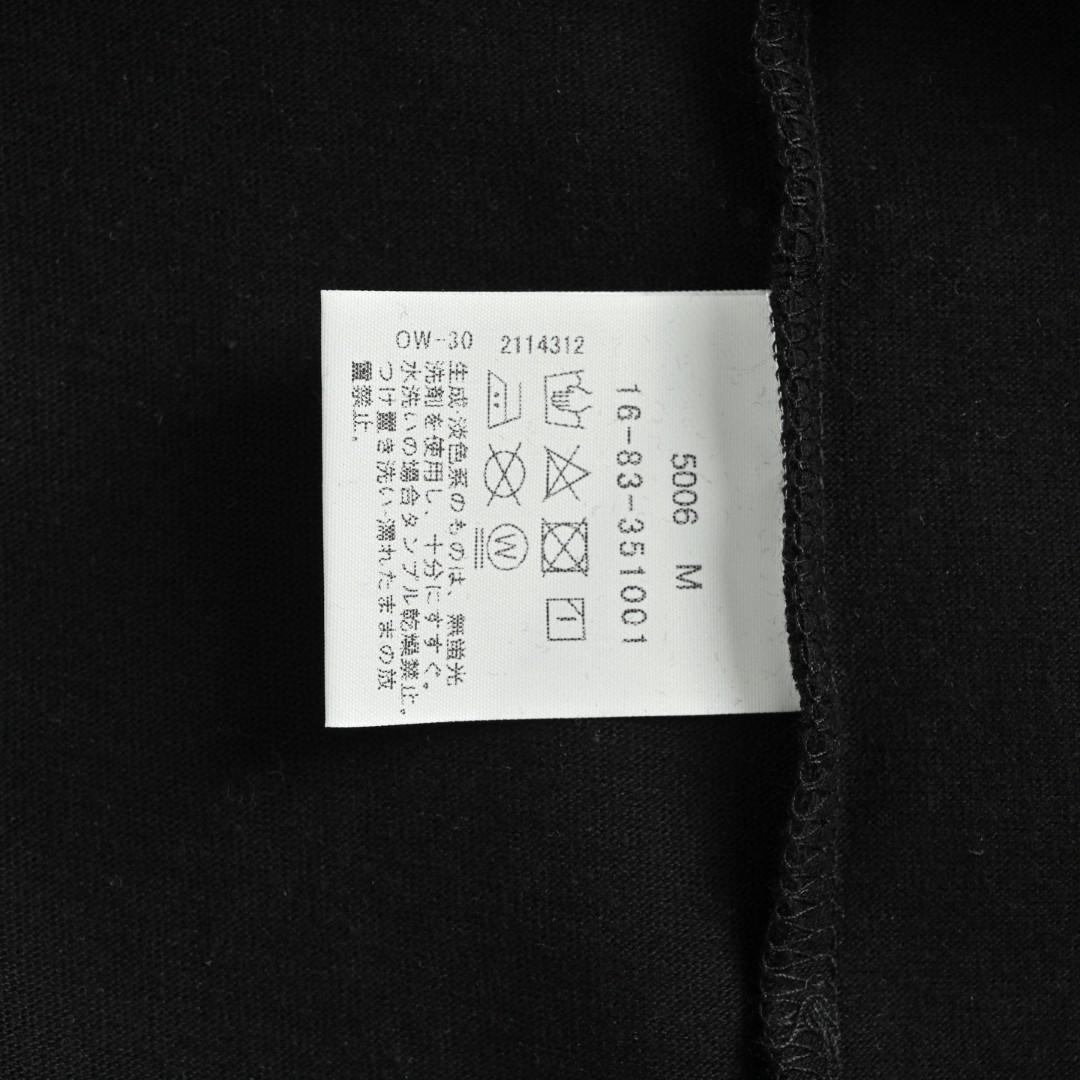 5006 M
16-83-351001
2114312
OW-30
生成・淡色系のものは、無蛍光
洗剤を使用し、十分にすすぐ。
水洗いの場合タンブル乾燥禁止。
つけ置き洗い・濡れたままの放
置禁止。